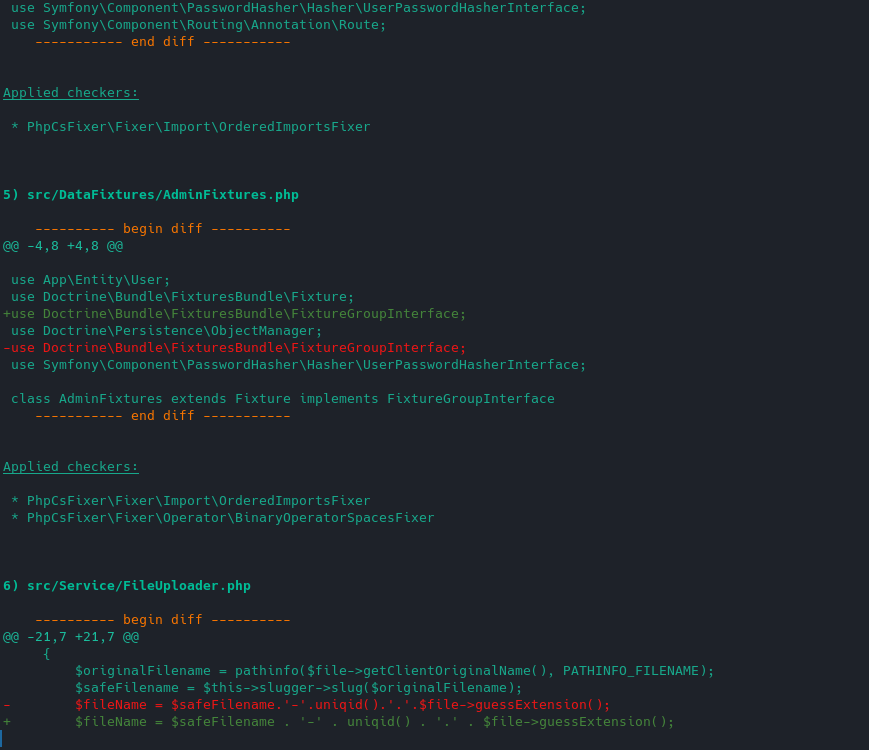 use Symfony\Component\PasswordHasher\Hasher\UserPasswordHasherInterface;
use Symfony\Component\Routing\Annotation\Route;
----------- end diff -----------
Applied checkers:
* PhpCsFixer\Fixer\Import\OrderedImportsFixer
5) src/DataFixtures/AdminFixtures.php
---------- begin diff ----------
@@ -4,8 +4,8 @@
use App\Entity\User;
use Doctrine\Bundle\FixturesBundle\Fixture;
+use Doctrine\Bundle\FixturesBundle\FixtureGroupInterface;
use Doctrine\Persistence\ObjectManager;
-use Doctrine\Bundle\FixturesBundle\FixtureGroupInterface;
use Symfony\Component\PasswordHasher\Hasher\UserPasswordHasherInterface;
class AdminFixtures extends Fixture implements FixtureGroupInterface
----------- end diff -----------
Applied checkers:
* PhpCsFixer\Fixer\Import\OrderedImportsFixer
* PhpCsFixer\Fixer\Operator\BinaryOperatorSpacesFixer
6) src/Service/FileUploader.php
---------- begin diff ----------
@@ -21,7 +21,7 @@
{
$originalFilename = pathinfo($file->getClientOriginalName(), PATHINFO_FILENAME);
$safeFilename = $this->slugger->slug($originalFilename);
-        $fileName = $safeFilename.'-'.uniqid().'.'.$file->guessExtension();
+        $fileName = $safeFilename . '-' . uniqid() . '.' . $file->guessExtension();